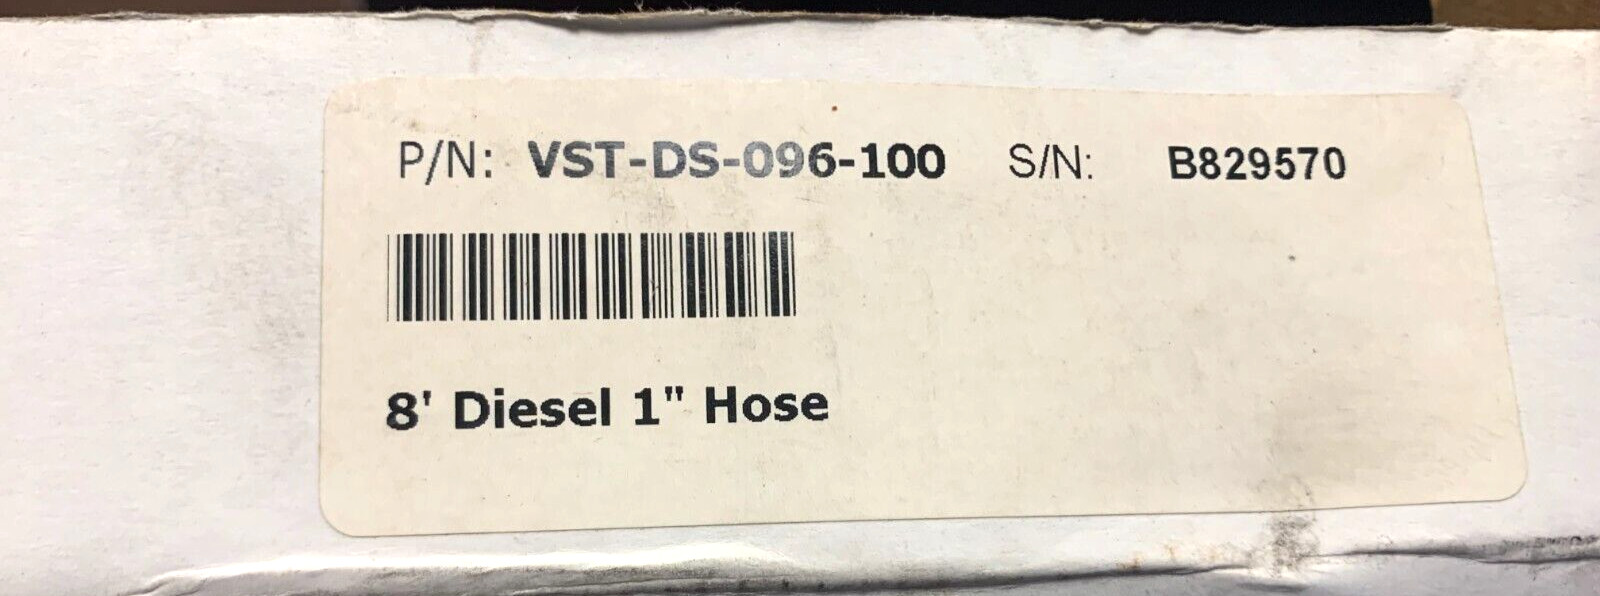 P/N: VST-DS-096-100 S/N: B829570
8' Diesel 1" Hose